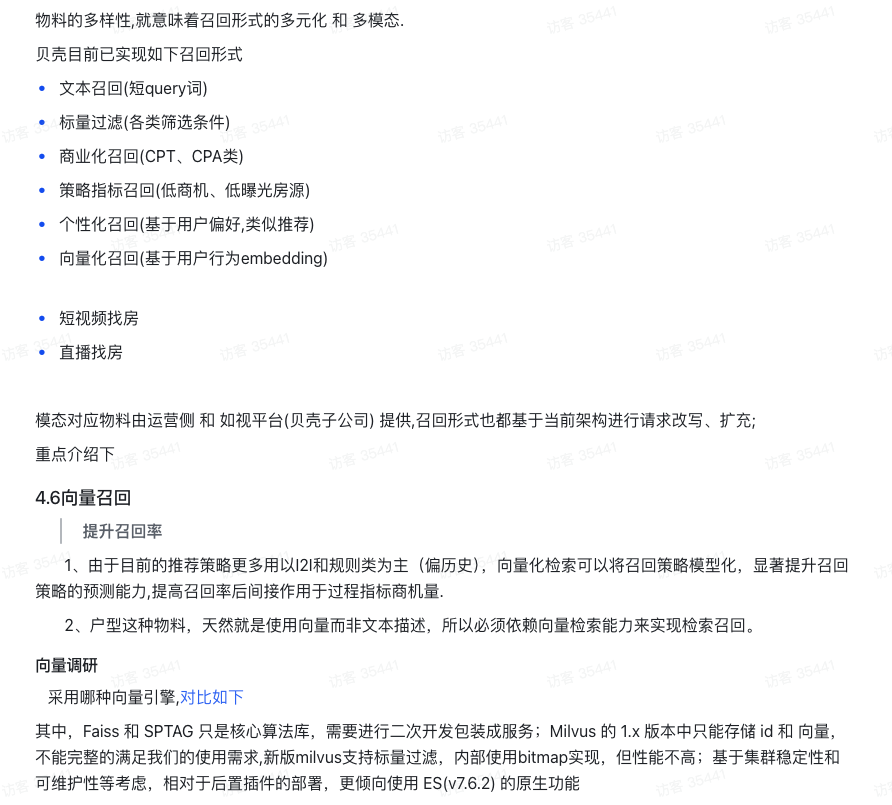 物料的多样性,就意味着召回形式的多元化 和 多模态.
贝壳目前已实现如下召回形式
• 文本召回(短query词)
• 标量过滤(各类筛选条件)
• 商业化召回(CPT、CPA类)
• 策略指标召回(低商机、低曝光房源)
• 个性化召回(基于用户偏好,类似推荐)
• 向量化召回(基于用户行为embedding)
• 短视频找房
• 直播找房
模态对应物料由运营侧 和 如视平台(贝壳子公司) 提供,召回形式也都基于当前架构进行请求改写、扩充;
重点介绍下
4.6向量召回
提升召回率
1、由于目前的推荐策略更多用以I2I和规则类为主（偏历史），向量化检索可以将召回策略模型化，显著提升召回
策略的预测能力,提高召回率后间接作用于过程指标商机量.
2、户型这种物料，天然就是使用向量而非文本描述，所以必须依赖向量检索能力来实现检索召回。
向量调研
采用哪种向量引擎,对比如下
其中，Faiss 和 SPTAG 只是核心算法库，需要进行二次开发包装成服务；Milvus 的 1.x 版本中只能存储 id 和 向量，
不能完整的满足我们的使用需求,新版milvus支持标量过滤，内部使用bitmap实现，但性能不高；基于集群稳定性和
可维护性等考虑，相对于后置插件的部署，更倾向使用 ES(v7.6.2) 的原生功能
访客 35441